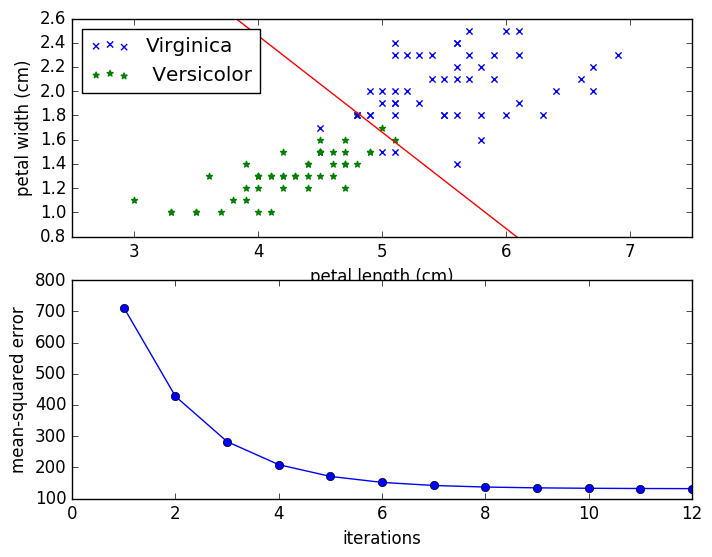 2.6
2.4
2.2
2.0
1.8
1.6
1.4
1.2
1.0
0.8
petal width (cm)
Virginica
Versicolor
3 4 5 6 7
petal length (cm)
800
700
600
500
400
300
200
100
mean-squared error
0 2 4 6 8 10 12
iterations